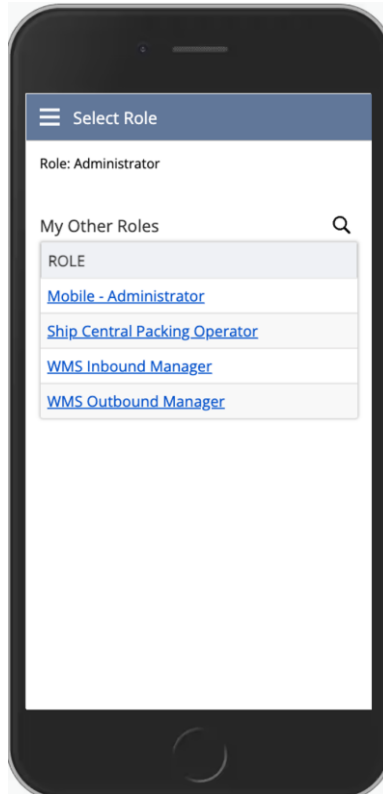 Select Role
Role: Administrator
My Other Roles
ROLE
Mobile - Administrator
Ship Central Packing Operator
WMS Inbound Manager
WMS Outbound Manager